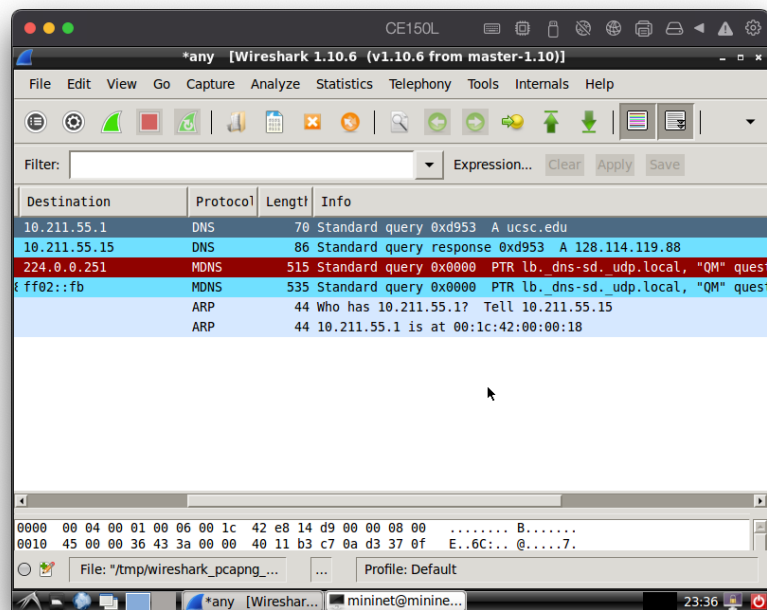 CE150L
*any [Wireshark 1.10.6 (v1.10.6 from master-1.10)]
File Edit View Go Capture Analyze Statistics Telephony Tools Internals Help
Filter: Expression... Clear Apply Save
Destination Protocol Length Info
10.211.55.1 DNS 70 Standard query 0xd953 A ucsc.edu
10.211.55.15 DNS 86 Standard query response 0xd953 A 128.114.119.88
224.0.0.251 MDNS 515 Standard query 0x0000 PTR lb._dns-sd._udp.local, "QM" quest
ff02::fb MDNS 535 Standard query 0x0000 PTR lb._dns-sd._udp.local, "QM" quest
ARP 44 Who has 10.211.55.1? Tell 10.211.55.15
ARP 44 10.211.55.1 is at 00:1c:42:00:00:18
0000 00 04 00 01 00 06 00 1c 42 e8 14 d9 00 00 08 00 ........ B.......
0010 45 00 00 36 43 3a 00 00 40 11 b3 c7 0a d3 37 0f E..6C:.. @.....7.
File: "/tmp/wireshark_pcapng_... ... Profile: Default
*any [Wireshar... mininet@minine... 23:36